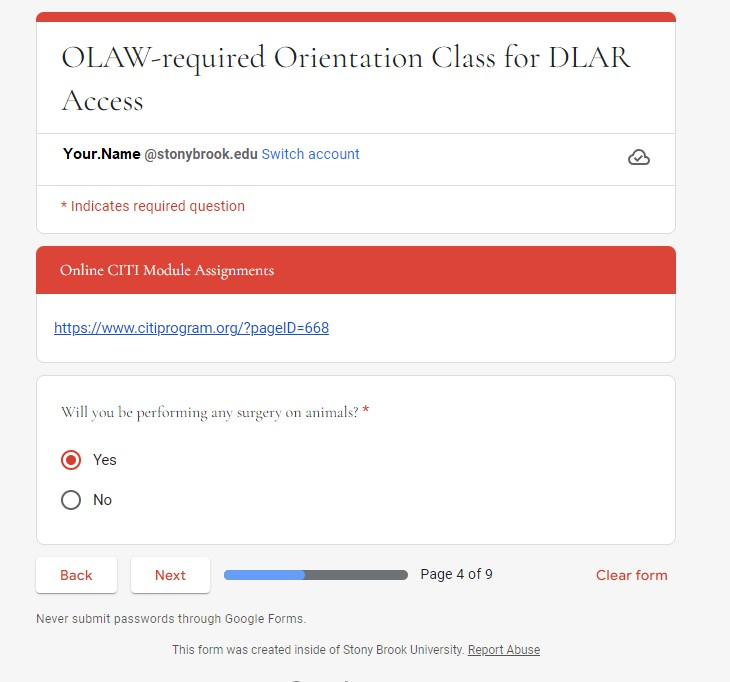 OLAW-required Orientation Class for DLAR
Access
Your.Name @stonybrook.edu Switch account
* Indicates required question
Online CITI Module Assignments
https://www.citiprogram.org/?pageID=668
Will you be performing any surgery on animals? *
Yes
No
Back Next Page 4 of 9 Clear form
Never submit passwords through Google Forms.
This form was created inside of Stony Brook University. Report Abuse